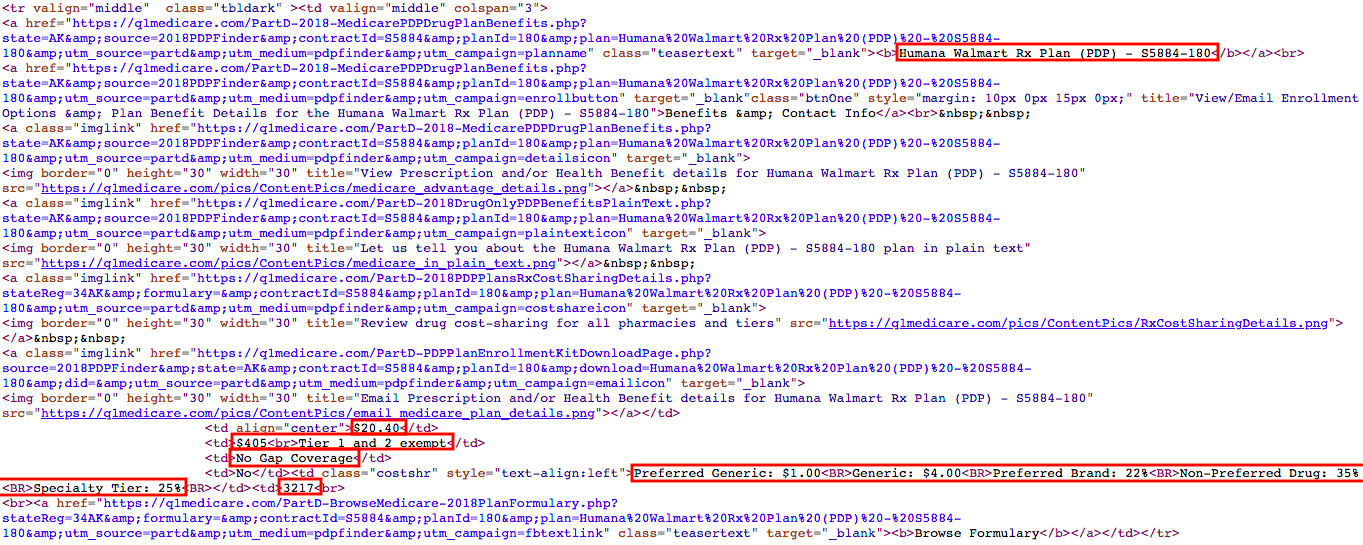 <tr valign="middle"  class="tbldark" ><td valign="middle" colspan="3">
<a href="https://q1medicare.com/PartD-2018-MedicarePDPDrugPlanBenefits.php?
state=AK&amp;source=2018PDPFinder&amp;contractId=S5884&amp;planId=180&amp;plan=Humana%20Walmart%20Rx%20Plan%20(PDP)%20-%20S5884-
180&amp;utm_source=partd&amp;utm_medium=pdpfinder&amp;utm_campaign=planname" class="teasertext" target="_blank"><b>Humana Walmart Rx Plan (PDP) - S5884-180</b></a><br>
<a href="https://q1medicare.com/PartD-2018-MedicarePDPDrugPlanBenefits.php?
state=AK&amp;source=2018PDPFinder&amp;contractId=S5884&amp;planId=180&amp;plan=Humana%20Walmart%20Rx%20Plan%20(PDP)%20-%20S5884-
180&amp;utm_source=partd&amp;utm_medium=pdpfinder&amp;utm_campaign=enrollbutton" target="_blank"class="btnOne" style="margin: 10px 0px 15px 0px;" title="View/Email Enrollment
Options &amp; Plan Benefit Details for the Humana Walmart Rx Plan (PDP) - S5884-180">Benefits &amp; Contact Info</a><br>&nbsp;&nbsp;
<a class="imglink" href="https://q1medicare.com/PartD-2018-MedicarePDPDrugPlanBenefits.php?
state=AK&amp;source=2018PDPFinder&amp;contractId=S5884&amp;planId=180&amp;plan=Humana%20Walmart%20Rx%20Plan%20(PDP)%20-%20S5884-
180&amp;utm_source=partd&amp;utm_medium=pdpfinder&amp;utm_campaign=detailsicon" target="_blank">
<img border="0" height="30" width="30" title="View Prescription and/or Health Benefit details for Humana Walmart Rx Plan (PDP) - S5884-180"
src="https://q1medicare.com/pics/ContentPics/medicare_advantage_details.png"></a>&nbsp;&nbsp;
<a class="imglink" href="https://q1medicare.com/PartD-2018DrugOnlyPDPBenefitsPlainText.php?
state=AK&amp;source=2018PDPFinder&amp;contractId=S5884&amp;planId=180&amp;plan=Humana%20Walmart%20Rx%20Plan%20(PDP)%20-%20S5884-
180&amp;utm_source=partd&amp;utm_medium=pdpfinder&amp;utm_campaign=plaintexticon" target="_blank">
<img border="0" height="30" width="30" title="Let us tell you about the Humana Walmart Rx Plan (PDP) - S5884-180 plan in plain text"
src="https://q1medicare.com/pics/ContentPics/medicare_in_plain_text.png"></a>&nbsp;&nbsp;
<a class="imglink" href="https://q1medicare.com/PartD-2018PDPPlansRxCostSharingDetails.php?
stateReg=34AK&amp;formulary=&amp;contractId=S5884&amp;planId=180&amp;plan=Humana%20Walmart%20Rx%20Plan%20(PDP)%20-%20S5884-
180&amp;utm_source=partd&amp;utm_medium=pdpfinder&amp;utm_campaign=costshareicon" target="_blank">
<img border="0" height="30" width="30" title="Review drug cost-sharing for all pharmacies and tiers" src="https://q1medicare.com/pics/ContentPics/RxCostSharingDetails.png">
</a>&nbsp;&nbsp;
<a class="imglink" href="https://q1medicare.com/PartD-PDPPlanEnrollmentKitDownloadPage.php?
source=2018PDPFinder&amp;state=AK&amp;contractId=S5884&amp;planId=180&amp;download=Humana%20Walmart%20Rx%20Plan%20(PDP)%20-%20S5884-
180&amp;did=&amp;utm_source=partd&amp;utm_medium=pdpfinder&amp;utm_campaign=emailicon" target="_blank">
<img border="0" height="30" width="30" title="Email Prescription and/or Health Benefit details for Humana Walmart Rx Plan (PDP) - S5884-180"
src="https://q1medicare.com/pics/ContentPics/email_medicare_plan_details.png"></a></td>
<td align="center">$20.40</td>
<td>$405<br>Tier 1 and 2 exempt</td>
<td>No Gap Coverage</td>
<td>No</td><td class="costshr" style="text-align:left">Preferred Generic: $1.00<BR>Generic: $4.00<BR>Preferred Brand: 22%<BR>Non-Preferred Drug: 35%
<BR>Specialty Tier: 25%<BR></td><td>3217<br>
<br><a href="https://q1medicare.com/PartD-BrowseMedicare-2018PlanFormulary.php?
stateReg=34AK&amp;formulary=&amp;contractId=S5884&amp;planId=180&amp;plan=Humana%20Walmart%20Rx%20Plan%20(PDP)%20-%20S5884-
180&amp;utm_source=partd&amp;utm_medium=pdpfinder&amp;utm_campaign=fbtextlink" class="teasertext" target="_blank"><b>Browse Formulary</b></a></td></tr>